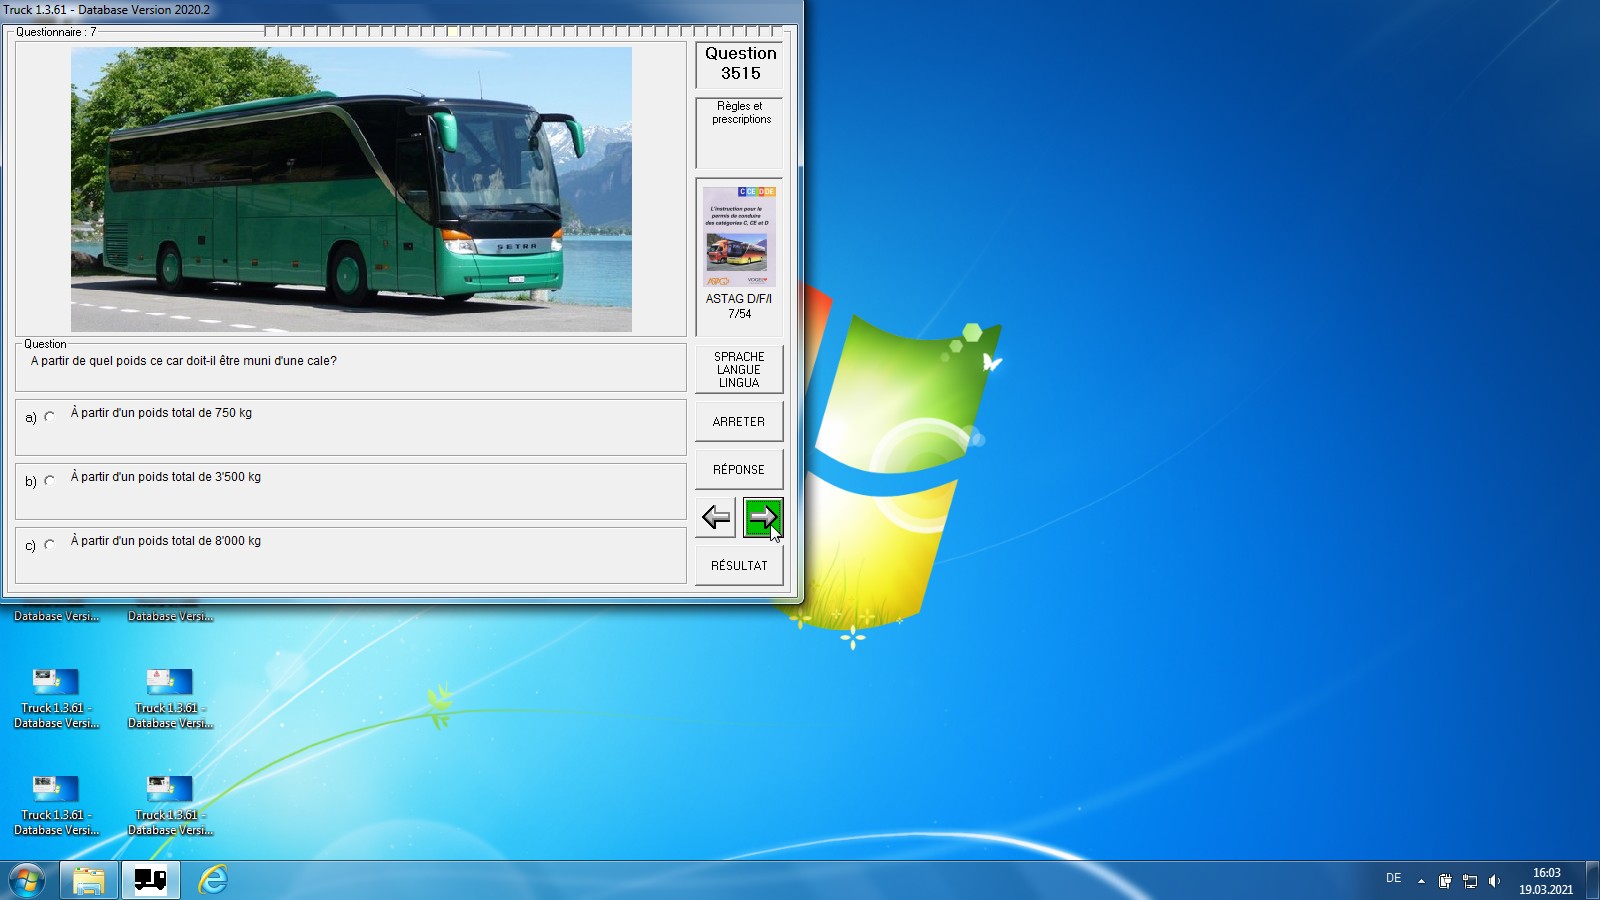 Truck 1.3.61 - Database Version 2020.2
Questionnaire : 7
SETRA
Question
3515
Règles et
prescriptions
C CE D DE
L'instruction pour le
permis de conduire
des catégories C, CE et D
ASTAG D/F/I
7/54
Question
A partir de quel poids ce car doit-il être muni d'une cale?
a)
À partir d'un poids total de 750 kg
b)
À partir d'un poids total de 3'500 kg
c)
À partir d'un poids total de 8'000 kg
SPRACHE
LANGUE
LINGUA
ARRETER
RÉPONSE
RÉSULTAT
Database Versi...
Database Versi...
Truck 1.3.61 -
Database Versi...
Truck 1.3.61 -
Database Versi...
Truck 1.3.61 -
Database Versi...
Truck 1.3.61 -
Database Versi...
DE
16:03
19.03.2021